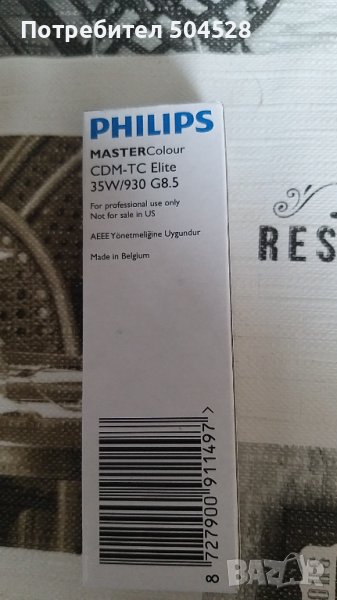 Потребител 504528
PHILIPS
MASTERColour
CDM-TC Elite
35W/930 G8.5
For professional use only
Not for sale in US
AEEE Yönetmeliğine Uygundur
Made in Belgium
RES
8 727900 911497 >
BAZAR